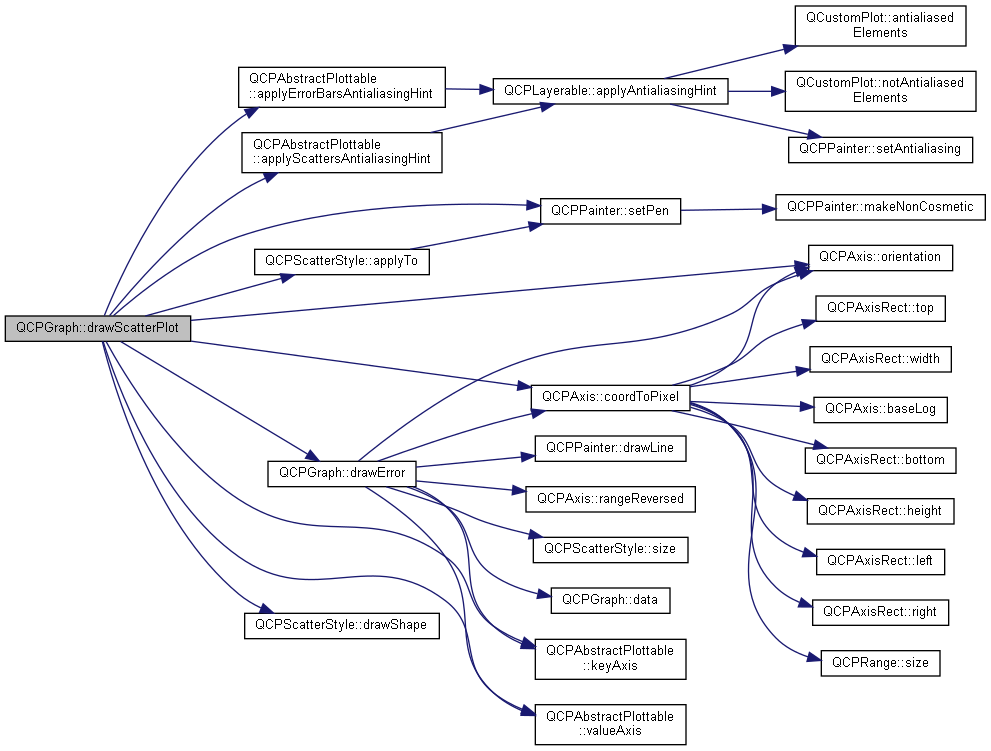 QCustomPlot::antialiased
Elements
QCPAbstractPlottable
::applyErrorBarsAntialiasingHint
QCPLayerable::applyAntialiasingHint
QCustomPlot::notAntialiased
Elements
QCPAbstractPlottable
::applyScattersAntialiasingHint
QCPPainter::setAntialiasing
QCPPainter::setPen
QCPPainter::makeNonCosmetic
QCPScatterStyle::applyTo
QCPAxis::orientation
QCPGraph::drawScatterPlot
QCPAxisRect::top
QCPAxisRect::width
QCPAxis::coordToPixel
QCPAxis::baseLog
QCPPainter::drawLine
QCPAxisRect::bottom
QCPGraph::drawError
QCPAxis::rangeReversed
QCPAxisRect::height
QCPScatterStyle::size
QCPAxisRect::left
QCPGraph::data
QCPAxisRect::right
QCPScatterStyle::drawShape
QCPAbstractPlottable
::keyAxis
QCPRange::size
QCPAbstractPlottable
::valueAxis